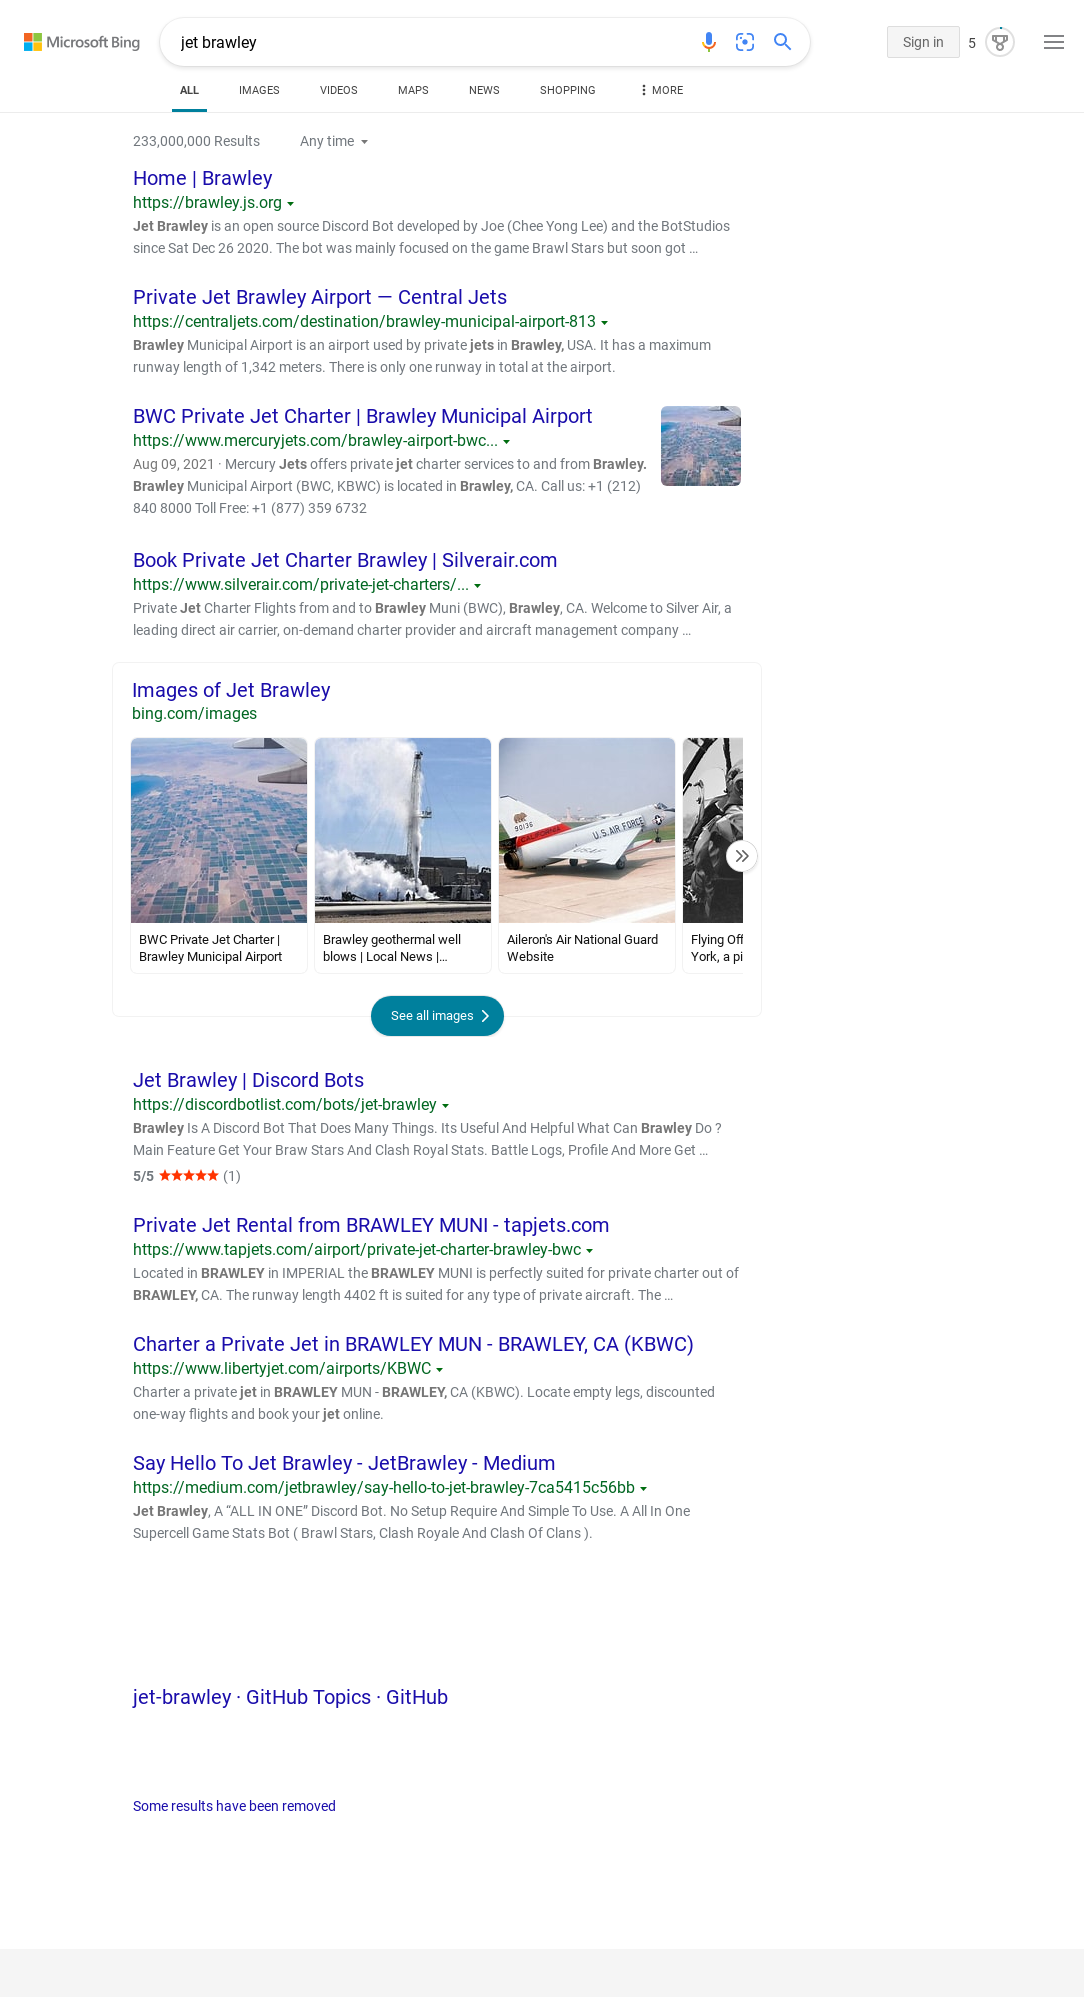 Microsoft Bing
jet brawley
Sign in
5
ALL
IMAGES
VIDEOS
MAPS
NEWS
SHOPPING
MORE
233,000,000 Results
Any time
Home | Brawley
https://brawley.js.org
Jet Brawley is an open source Discord Bot developed by Joe (Chee Yong Lee) and the BotStudios
since Sat Dec 26 2020. The bot was mainly focused on the game Brawl Stars but soon got ...
Private Jet Brawley Airport — Central Jets
https://centraljets.com/destination/brawley-municipal-airport-813
Brawley Municipal Airport is an airport used by private jets in Brawley, USA. It has a maximum
runway length of 1,342 meters. There is only one runway in total at the airport.
BWC Private Jet Charter | Brawley Municipal Airport
https://www.mercuryjets.com/brawley-airport-bwc...
Aug 09, 2021 · Mercury Jets offers private jet charter services to and from Brawley.
Brawley Municipal Airport (BWC, KBWC) is located in Brawley, CA. Call us: +1 (212)
840 8000 Toll Free: +1 (877) 359 6732
Book Private Jet Charter Brawley | Silverair.com
https://www.silverair.com/private-jet-charters/...
Private Jet Charter Flights from and to Brawley Muni (BWC), Brawley, CA. Welcome to Silver Air, a
leading direct air carrier, on-demand charter provider and aircraft management company ...
Images of Jet Brawley
bing.com/images
90136
CALIFORNIA
U.S. AIR FORCE
BWC Private Jet Charter |
Brawley Municipal Airport
Brawley geothermal well
blows | Local News |...
Aileron's Air National Guard
Website
Flying Off
York, a pi
See all images
Jet Brawley | Discord Bots
https://discordbotlist.com/bots/jet-brawley
Brawley Is A Discord Bot That Does Many Things. Its Useful And Helpful What Can Brawley Do ?
Main Feature Get Your Braw Stars And Clash Royal Stats. Battle Logs, Profile And More Get ...
5/5 ★★★★★ (1)
Private Jet Rental from BRAWLEY MUNI - tapjets.com
https://www.tapjets.com/airport/private-jet-charter-brawley-bwc
Located in BRAWLEY in IMPERIAL the BRAWLEY MUNI is perfectly suited for private charter out of
BRAWLEY, CA. The runway length 4402 ft is suited for any type of private aircraft. The ...
Charter a Private Jet in BRAWLEY MUN - BRAWLEY, CA (KBWC)
https://www.libertyjet.com/airports/KBWC
Charter a private jet in BRAWLEY MUN - BRAWLEY, CA (KBWC). Locate empty legs, discounted
one-way flights and book your jet online.
Say Hello To Jet Brawley - JetBrawley - Medium
https://medium.com/jetbrawley/say-hello-to-jet-brawley-7ca5415c56bb
Jet Brawley, A “ALL IN ONE” Discord Bot. No Setup Require And Simple To Use. A All In One
Supercell Game Stats Bot ( Brawl Stars, Clash Royale And Clash Of Clans ).
jet-brawley · GitHub Topics · GitHub
Some results have been removed